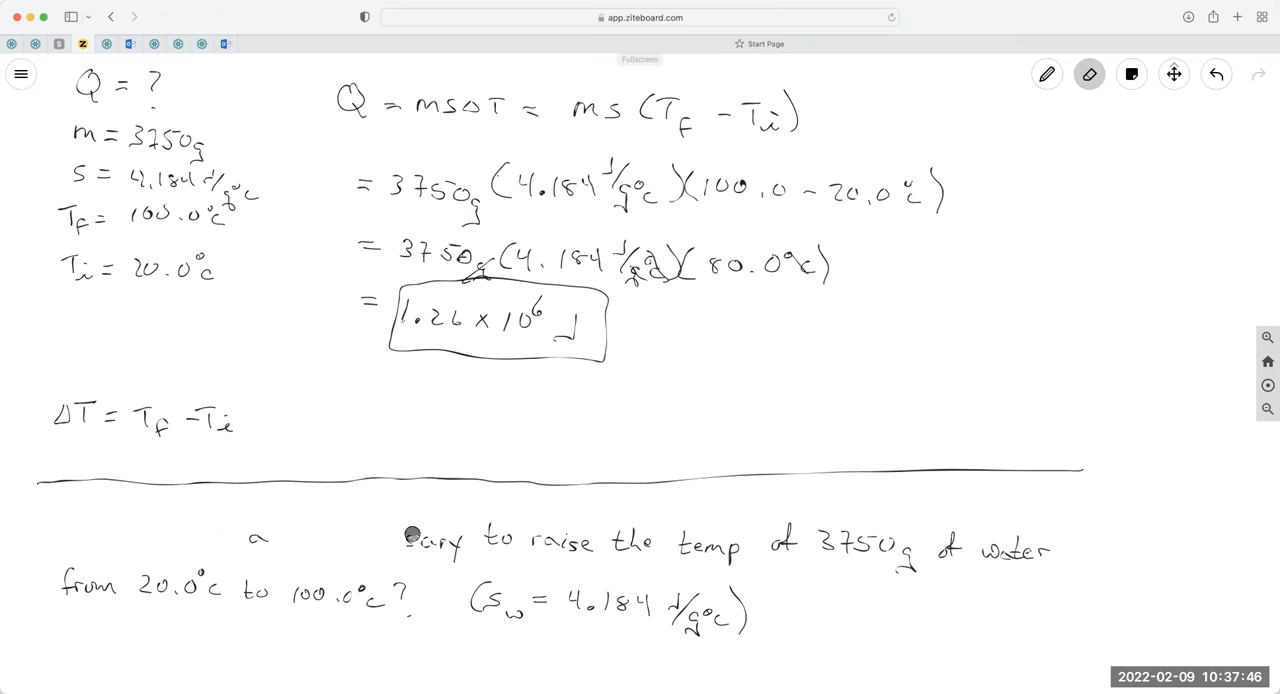 app.ziteboard.com
S
Z
Start Page
Fullscreen
Q = ?
m = 3750g
s = 4.184 J/g°C
Tf = 100.0°C
Ti = 20.0°C
Q = msΔT = ms (Tf - Ti)
= 3750g (4.184 J/g°C)(100.0 - 20.0°C)
= 3750g (4.184 J/g°C)(80.0°C)
= 1.26 × 10⁶ J
ΔT = Tf - Ti
a to raise the temp of 3750g of water
from 20.0°C to 100.0°C? (sw = 4.184 J/g°C)
2022-02-09 10:37:46